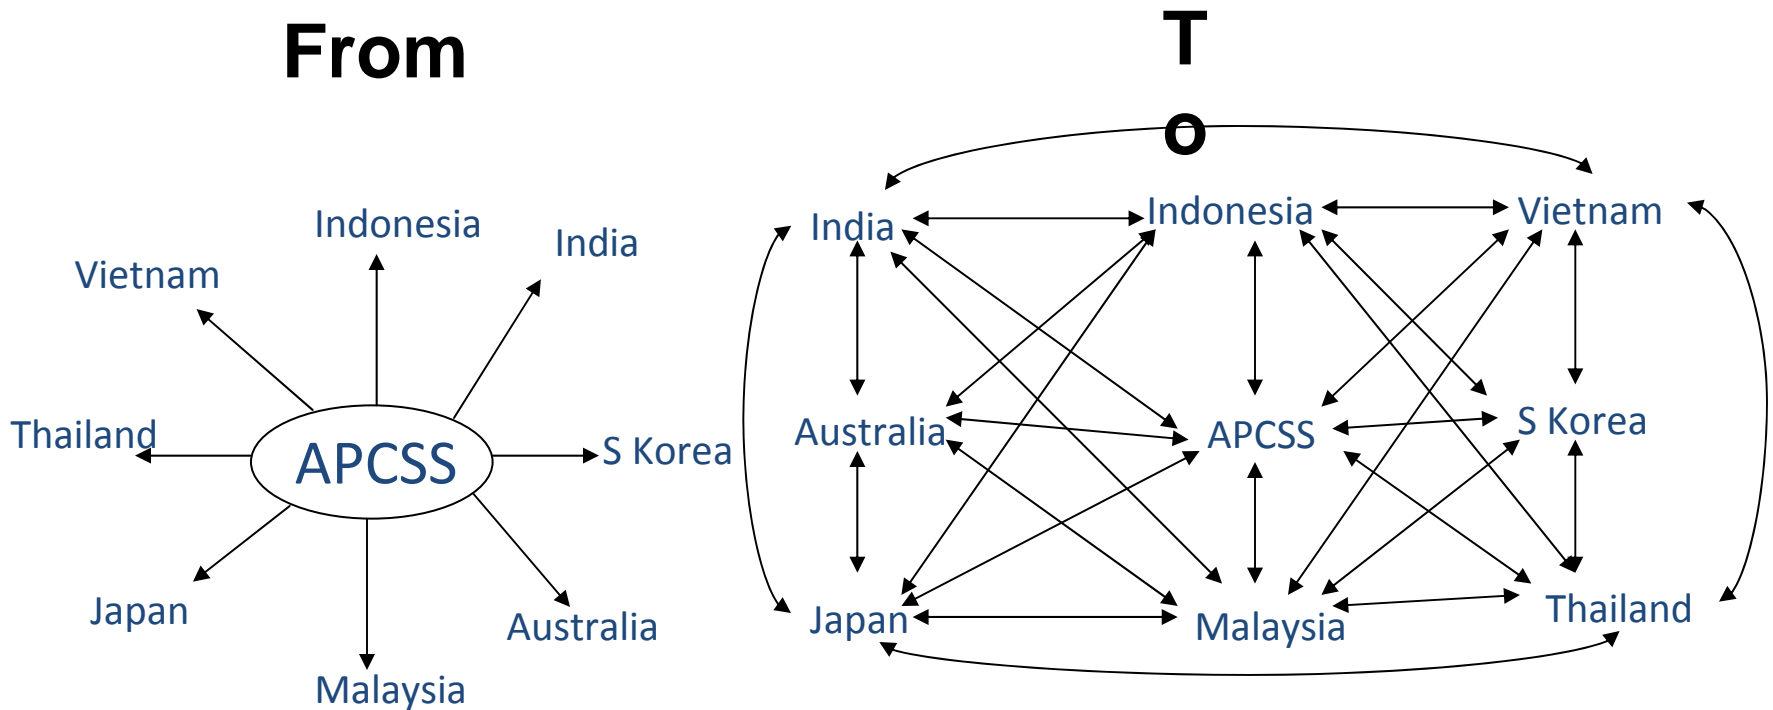 From
T
o
Indonesia
India
Vietnam
Thailand
APCSS
S Korea
Japan
Australia
Malaysia
India
Indonesia
Vietnam
Australia
APCSS
S Korea
Japan
Malaysia
Thailand